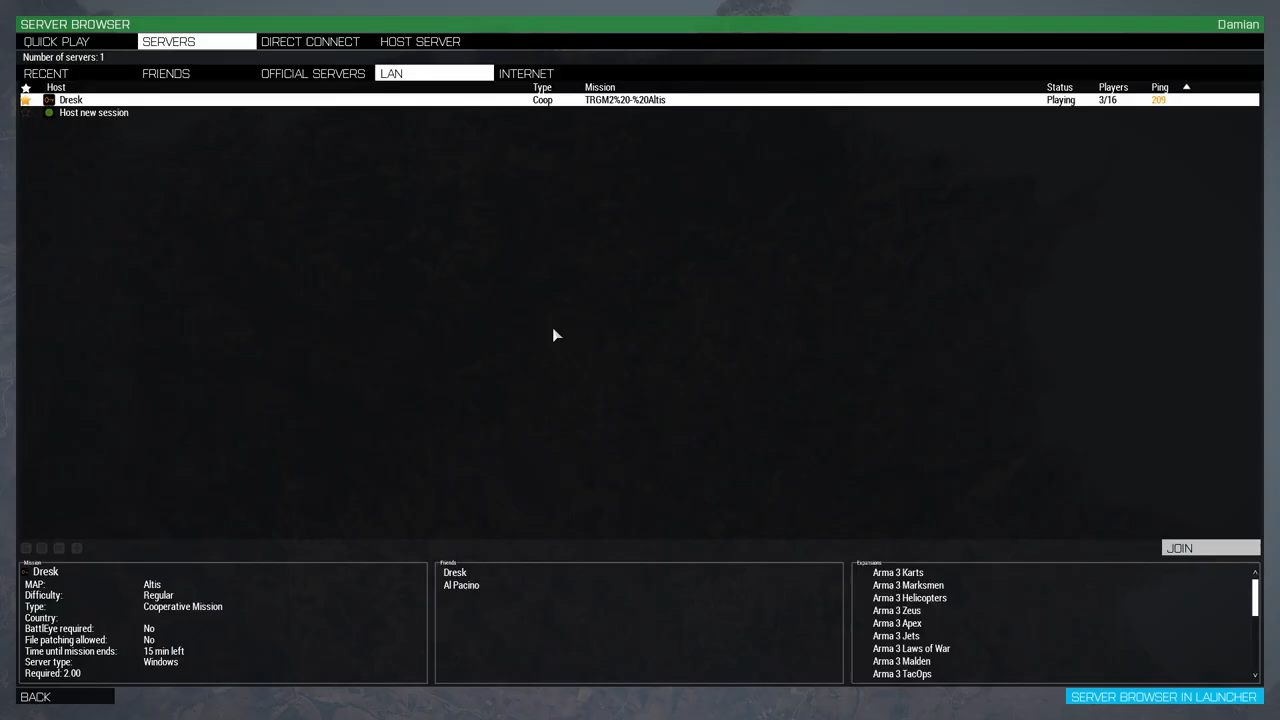 SERVER BROWSER Damian
QUICK PLAY SERVERS DIRECT CONNECT HOST SERVER
Number of servers: 1
RECENT FRIENDS OFFICIAL SERVERS LAN INTERNET
Host Type Mission Status Players Ping
Dresk Coop TRGM2%20-%20Altis Playing 3/16 209
Host new session
JOIN
Mission
Dresk
MAP: Altis
Difficulty: Regular
Type: Cooperative Mission
Country:
BattlEye required: No
File patching allowed: No
Time until mission ends: 15 min left
Server type: Windows
Required: 2.00
Friends
Dresk
Al Pacino
Expansions
Arma 3 Karts
Arma 3 Marksmen
Arma 3 Helicopters
Arma 3 Zeus
Arma 3 Apex
Arma 3 Jets
Arma 3 Laws of War
Arma 3 Malden
Arma 3 TacOps
BACK SERVER BROWSER IN LAUNCHER